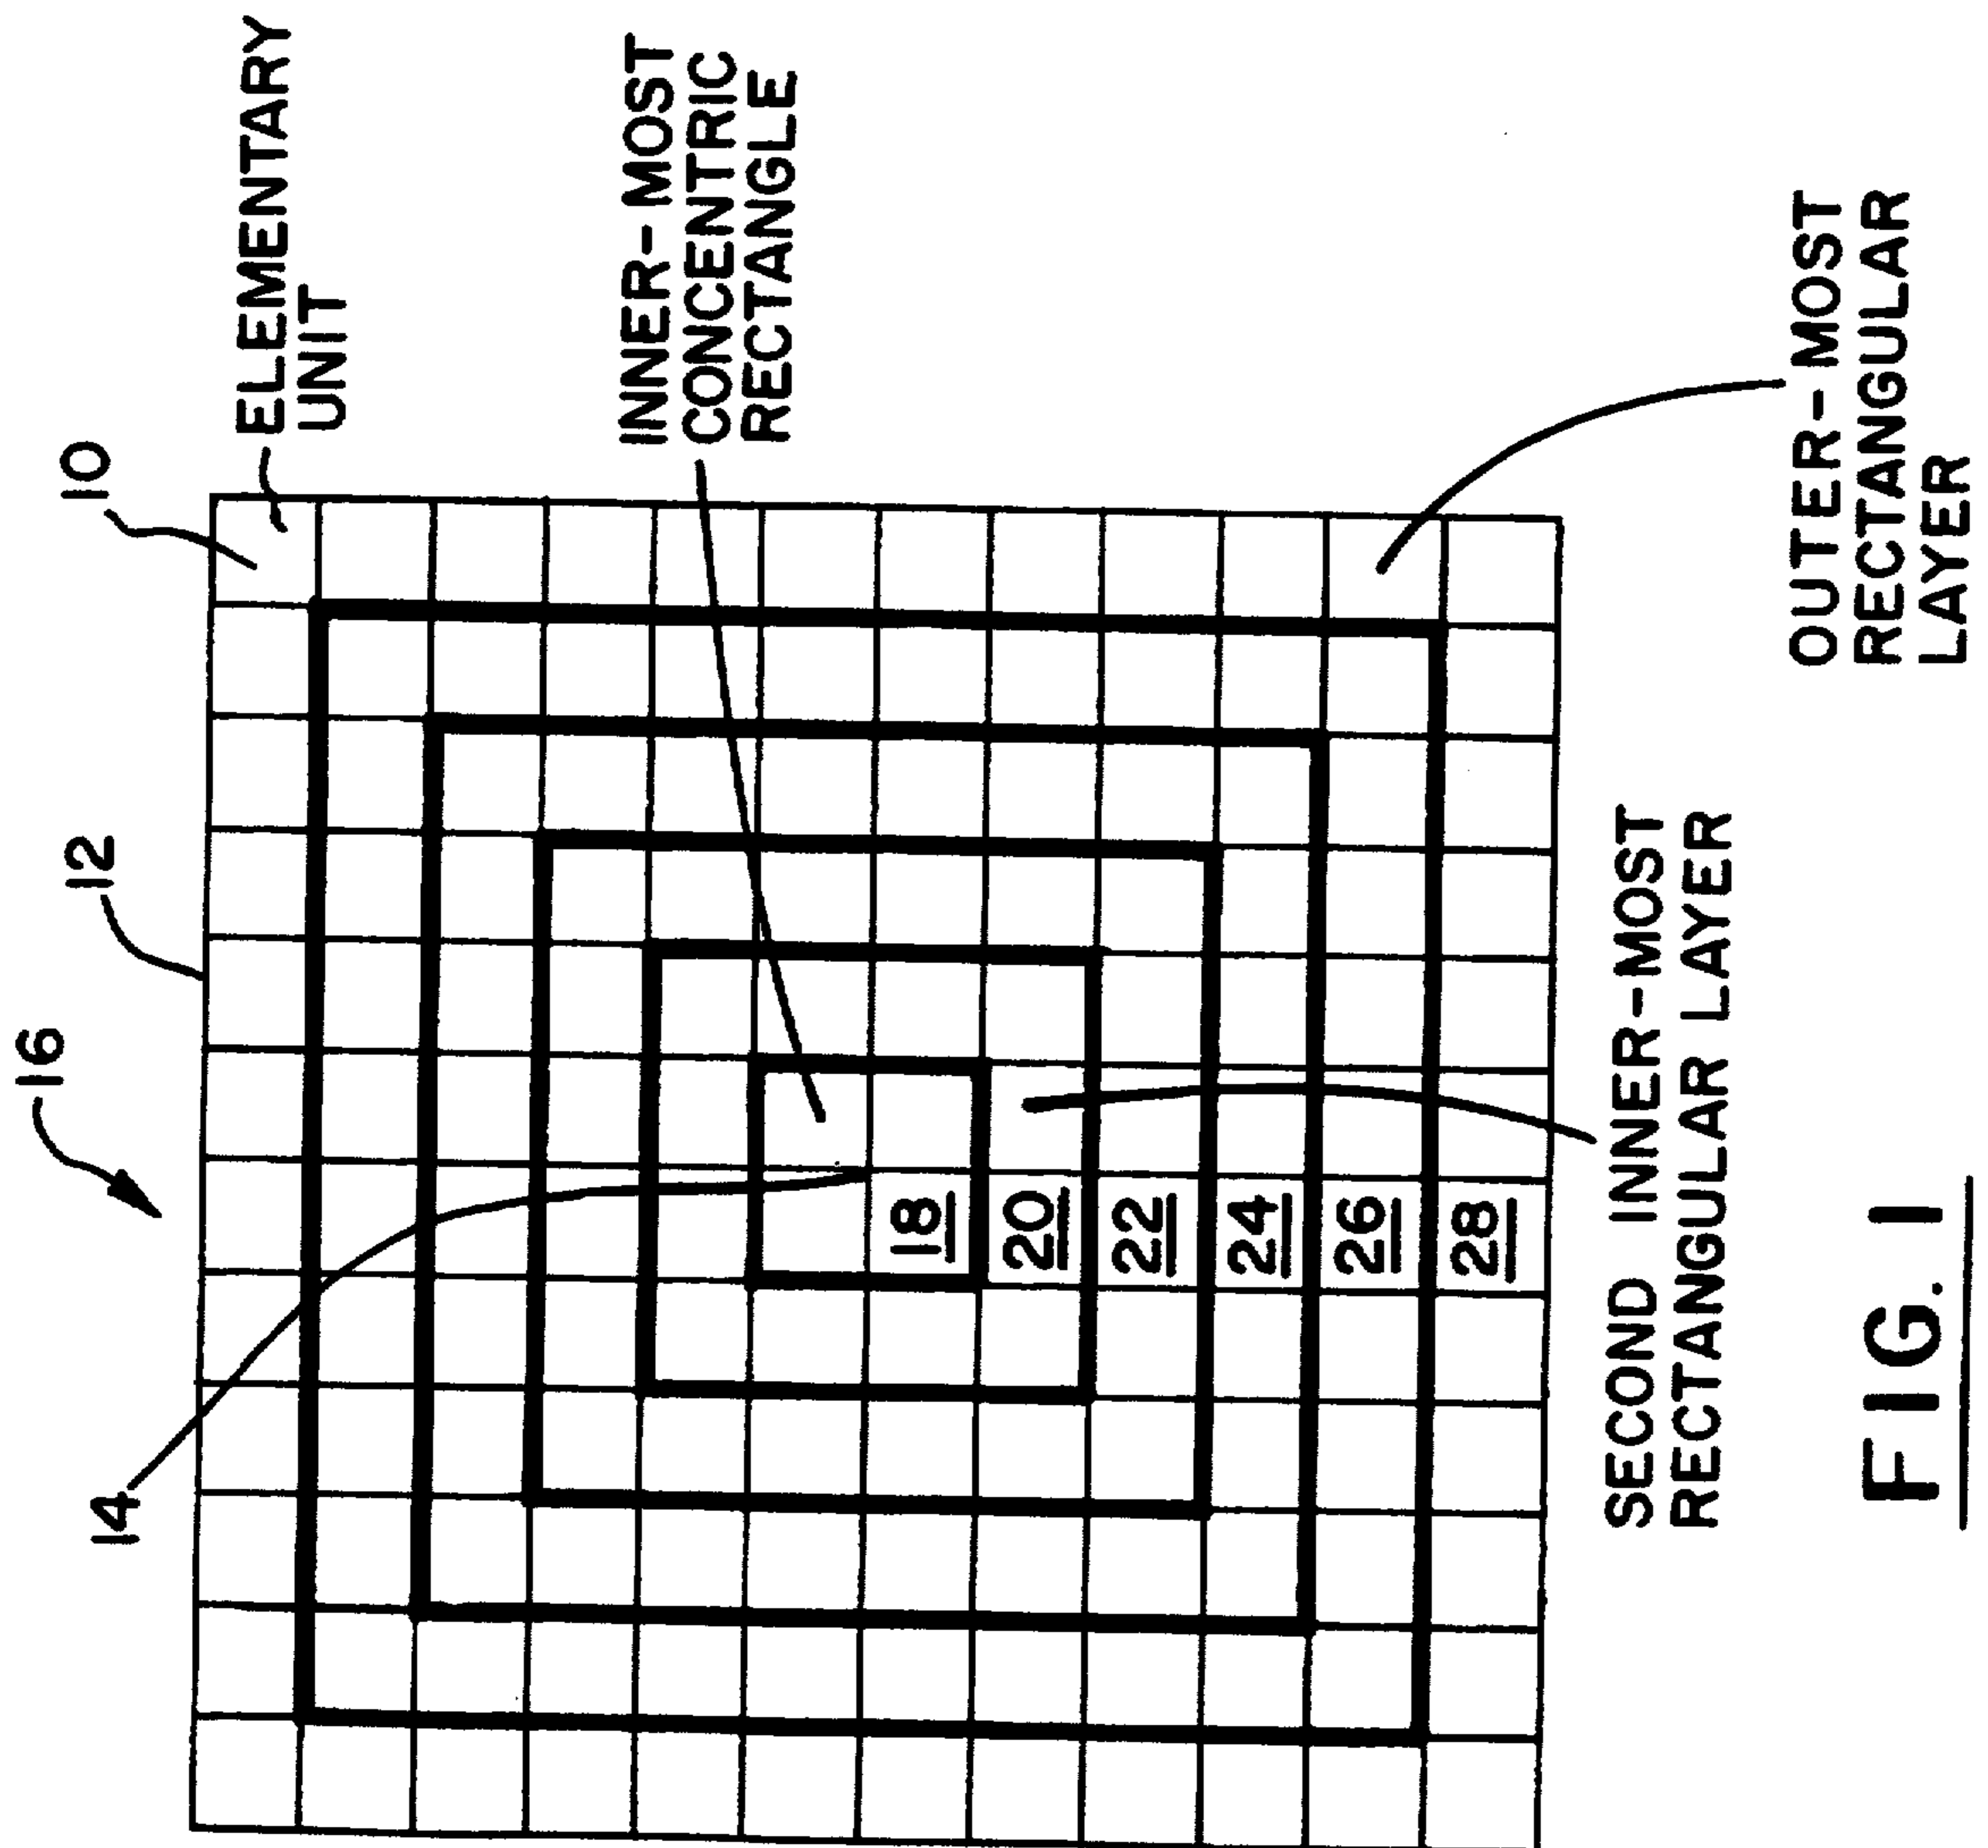 16
12
10
14
ELEMENTARY
UNIT
INNER-MOST
CONCENTRIC
RECTANGLE
18
20
22
24
26
28
SECOND INNER-MOST
RECTANGULAR LAYER
OUTER-MOST
RECTANGULAR
LAYER
FIG. 1